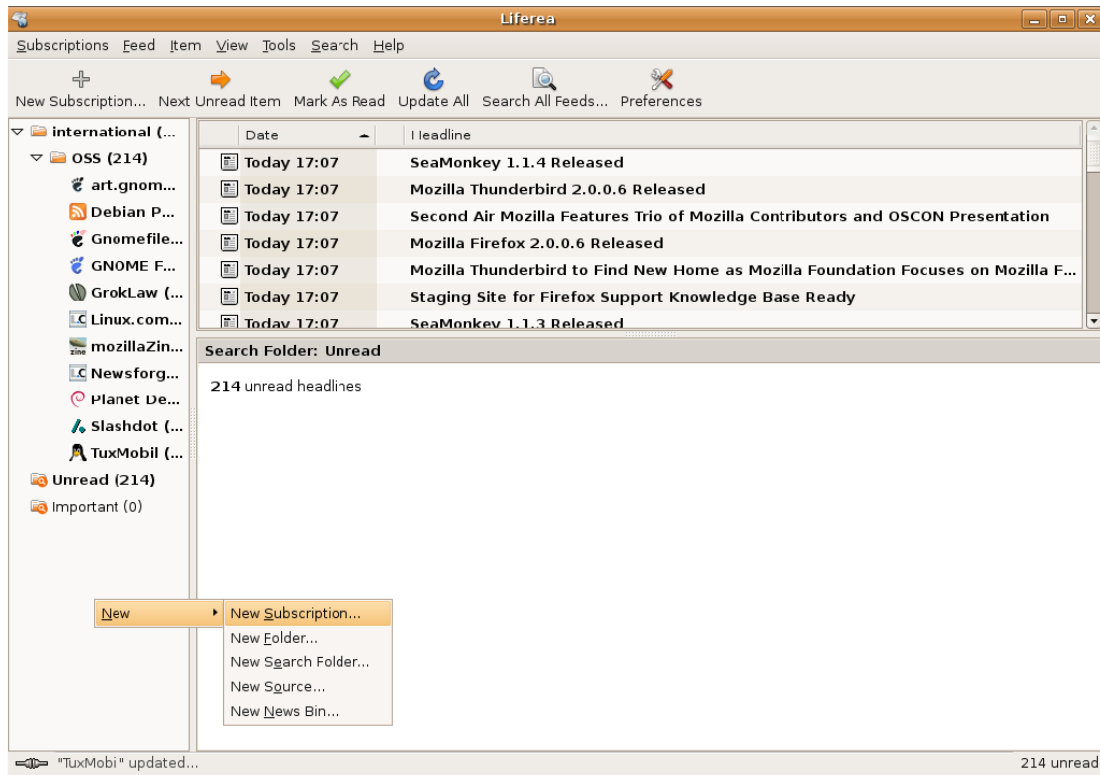 Liferea
Subscriptions Feed Item View Tools Search Help
New Subscription... Next Unread Item Mark As Read Update All Search All Feeds... Preferences
international (...
OSS (214)
art.gnom...
Debian P...
Gnomefile...
GNOME F...
GrokLaw (...
Linux.com...
mozillaZin...
Newsforg...
Planet De...
Slashdot (...
TuxMobil (...
Unread (214)
Important (0)
Date Headline
Today 17:07 SeaMonkey 1.1.4 Released
Today 17:07 Mozilla Thunderbird 2.0.0.6 Released
Today 17:07 Second Air Mozilla Features Trio of Mozilla Contributors and OSCON Presentation
Today 17:07 Mozilla Firefox 2.0.0.6 Released
Today 17:07 Mozilla Thunderbird to Find New Home as Mozilla Foundation Focuses on Mozilla F...
Today 17:07 Staging Site for Firefox Support Knowledge Base Ready
Today 17:07 SeaMonkey 1.1.3 Released
Search Folder: Unread
214 unread headlines
New
New Subscription...
New Folder...
New Search Folder...
New Source...
New News Bin...
"TuxMobi" updated...
214 unread